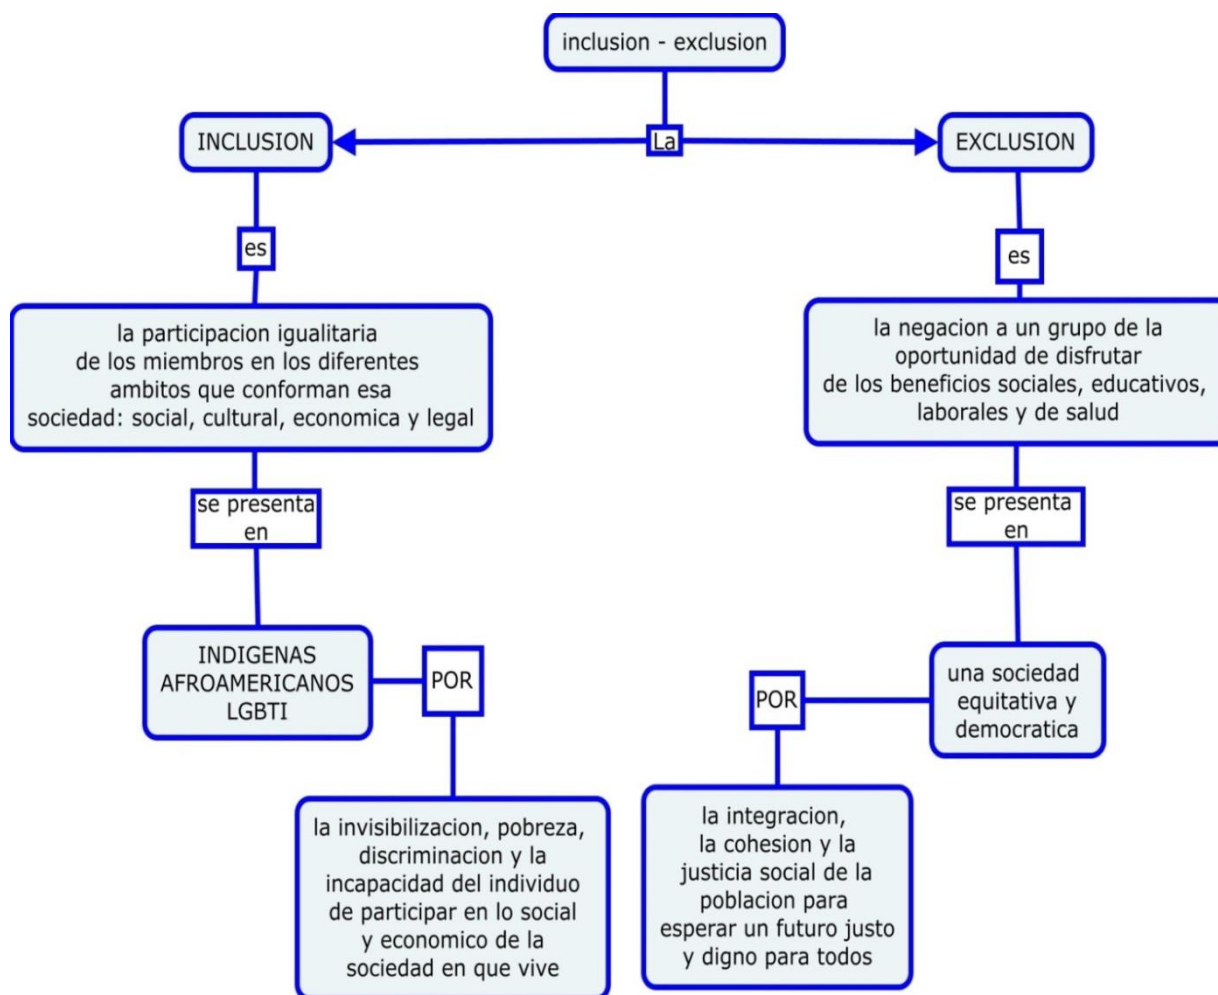 inclusion - exclusion
INCLUSION
La
EXCLUSION
es
es
la participacion igualitaria
de los miembros en los diferentes
ambitos que conforman esa
sociedad: social, cultural, economica y legal
la negacion a un grupo de la
oportunidad de disfrutar
de los beneficios sociales, educativos,
laborales y de salud
se presenta
en
se presenta
en
INDIGENAS
AFROAMERICANOS
LGBTI
POR
POR
una sociedad
equitativa y
democratica
la invisibilizacion, pobreza,
discriminacion y la
incapacidad del individuo
de participar en lo social
y economico de la
sociedad en que vive
la integracion,
la cohesion y la
justicia social de la
poblacion para
esperar un futuro justo
y digno para todos